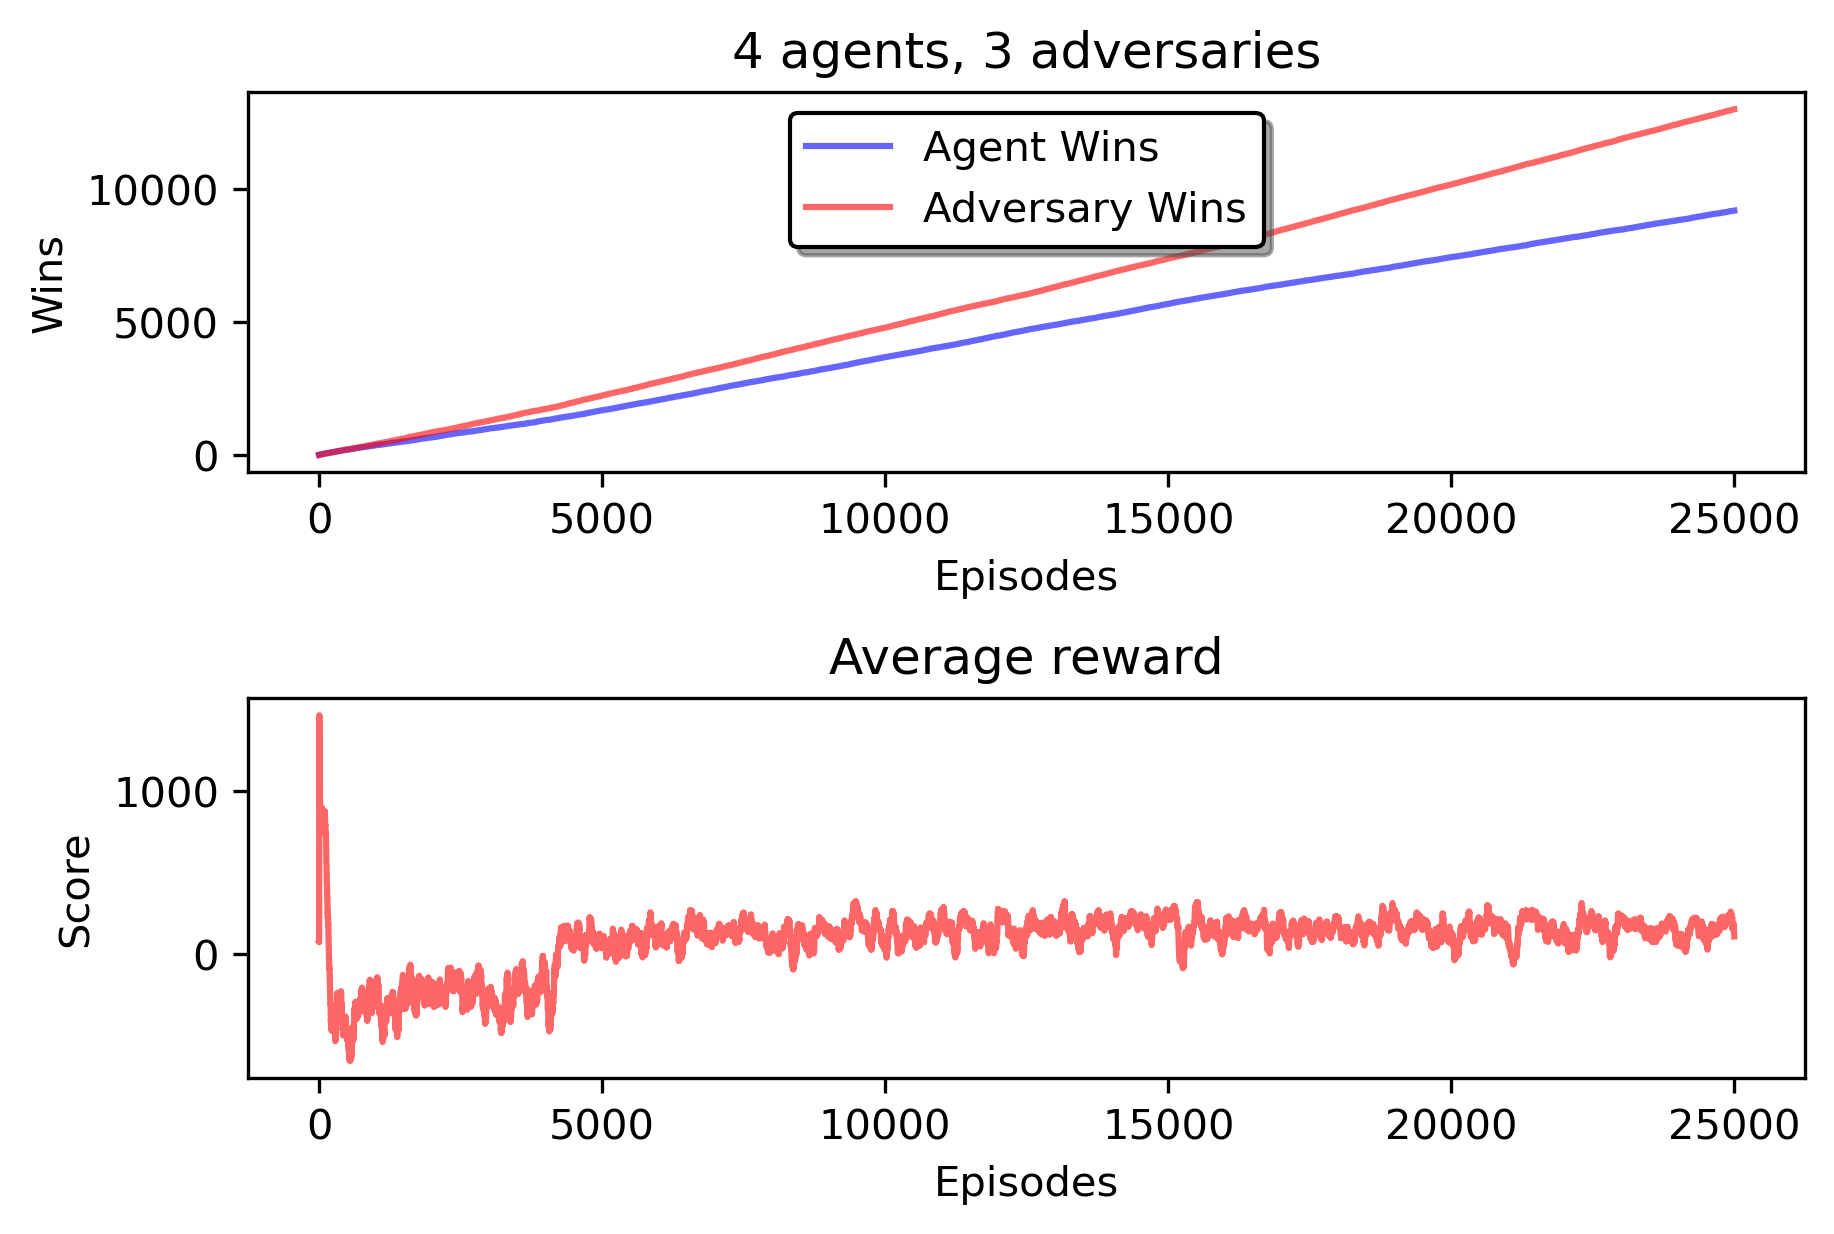 4 agents, 3 adversaries
Agent Wins
Adversary Wins
Wins
10000
5000
0
0 5000 10000 15000 20000 25000
Episodes
Average reward
Score
1000
0
0 5000 10000 15000 20000 25000
Episodes